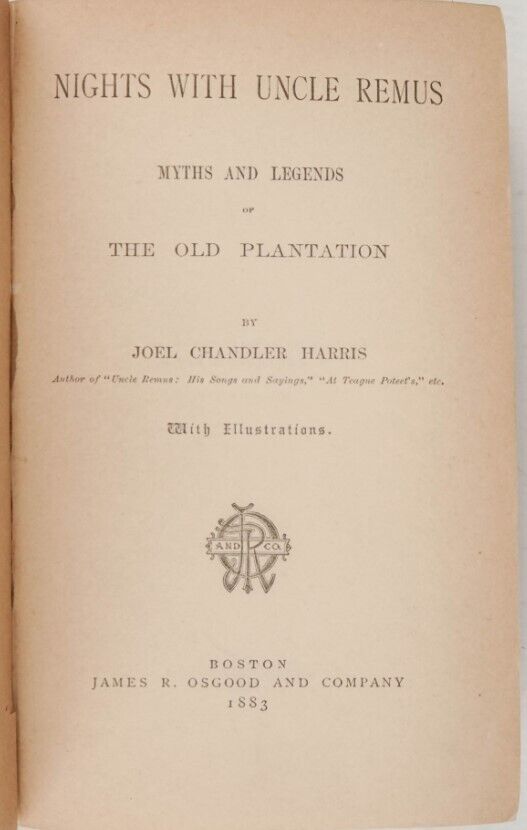 NIGHTS WITH UNCLE REMUS
MYTHS AND LEGENDS
OF
THE OLD PLANTATION
BY
JOEL CHANDLER HARRIS
Author of "Uncle Remus: His Songs and Sayings," "At Teague Poteet's," etc.
With Illustrations.
AND CO.
BOSTON
JAMES R. OSGOOD AND COMPANY
1883